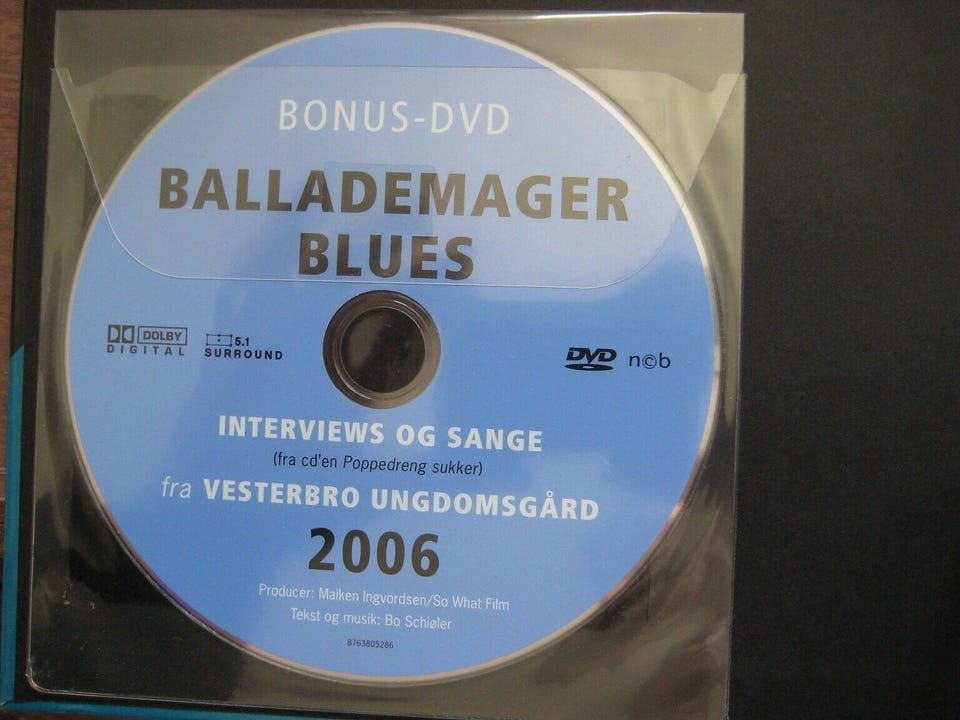 BONUS-DVD
BALLADEMAGER
BLUES
DOLBY
DIGITAL
5.1
SURROUND
DVD
n©b
INTERVIEWS OG SANGE
(fra cd'en Poppedreng sukker)
fra VESTERBRO UNGDOMSGÅRD
2006
Producer: Maiken Ingvordsen/So What Film
Tekst og musik: Bo Schiøler
8763805286